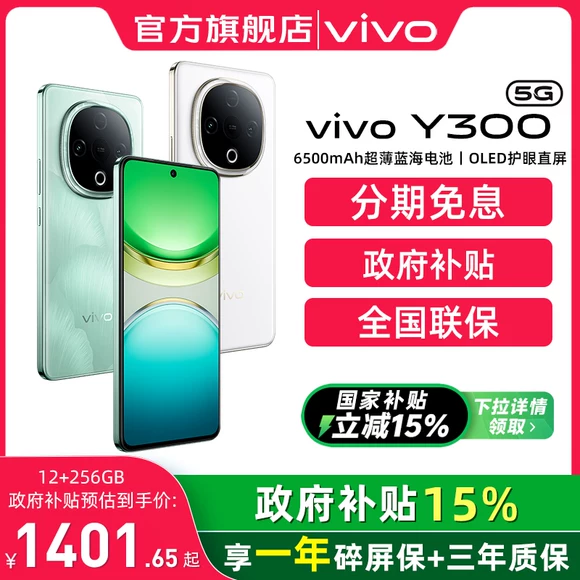 官方旗舰店 vivo
5G
vivo Y300
6500mAh超薄蓝海电池丨OLED护眼直屏
分期免息
政府补贴
全国联保
vivo
vivo
国家补贴
立减15%
下拉详情
领取>
12+256GB
政府补贴预估到手价:
¥1401.65起
政府补贴15%
享一年碎屏保+三年质保